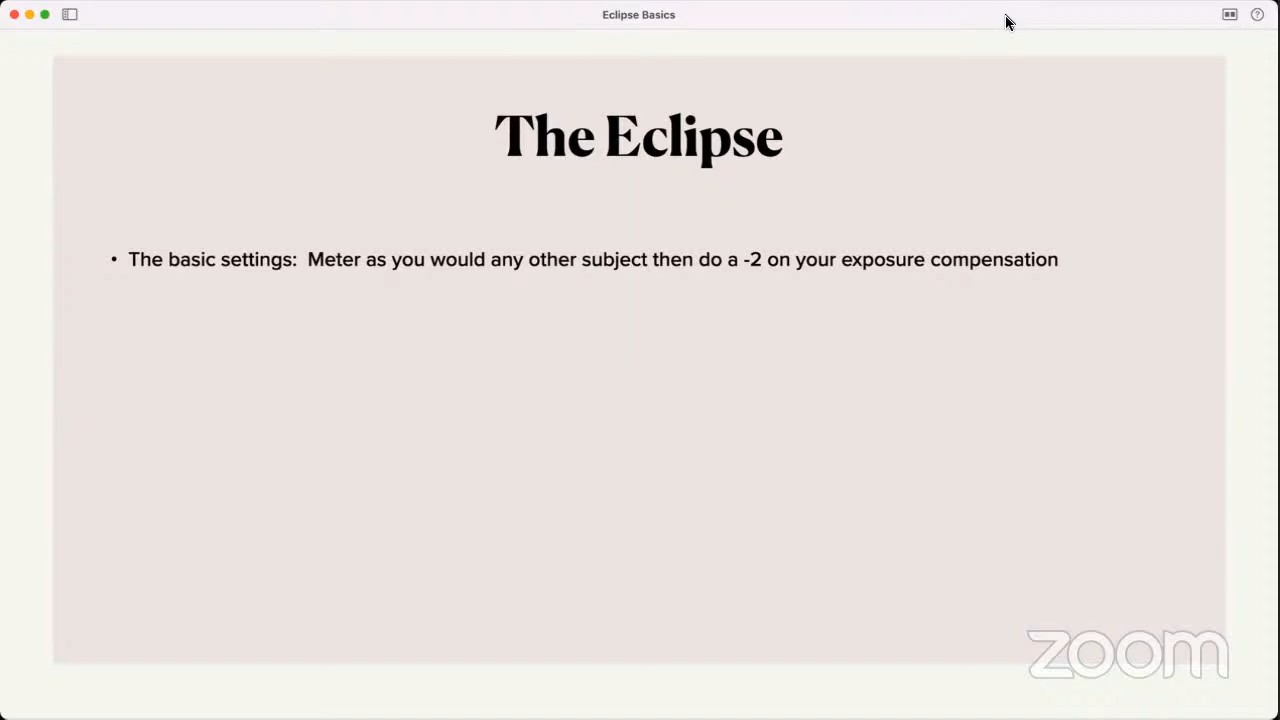 Eclipse Basics
The Eclipse
• The basic settings:  Meter as you would any other subject then do a -2 on your exposure compensation
zoom